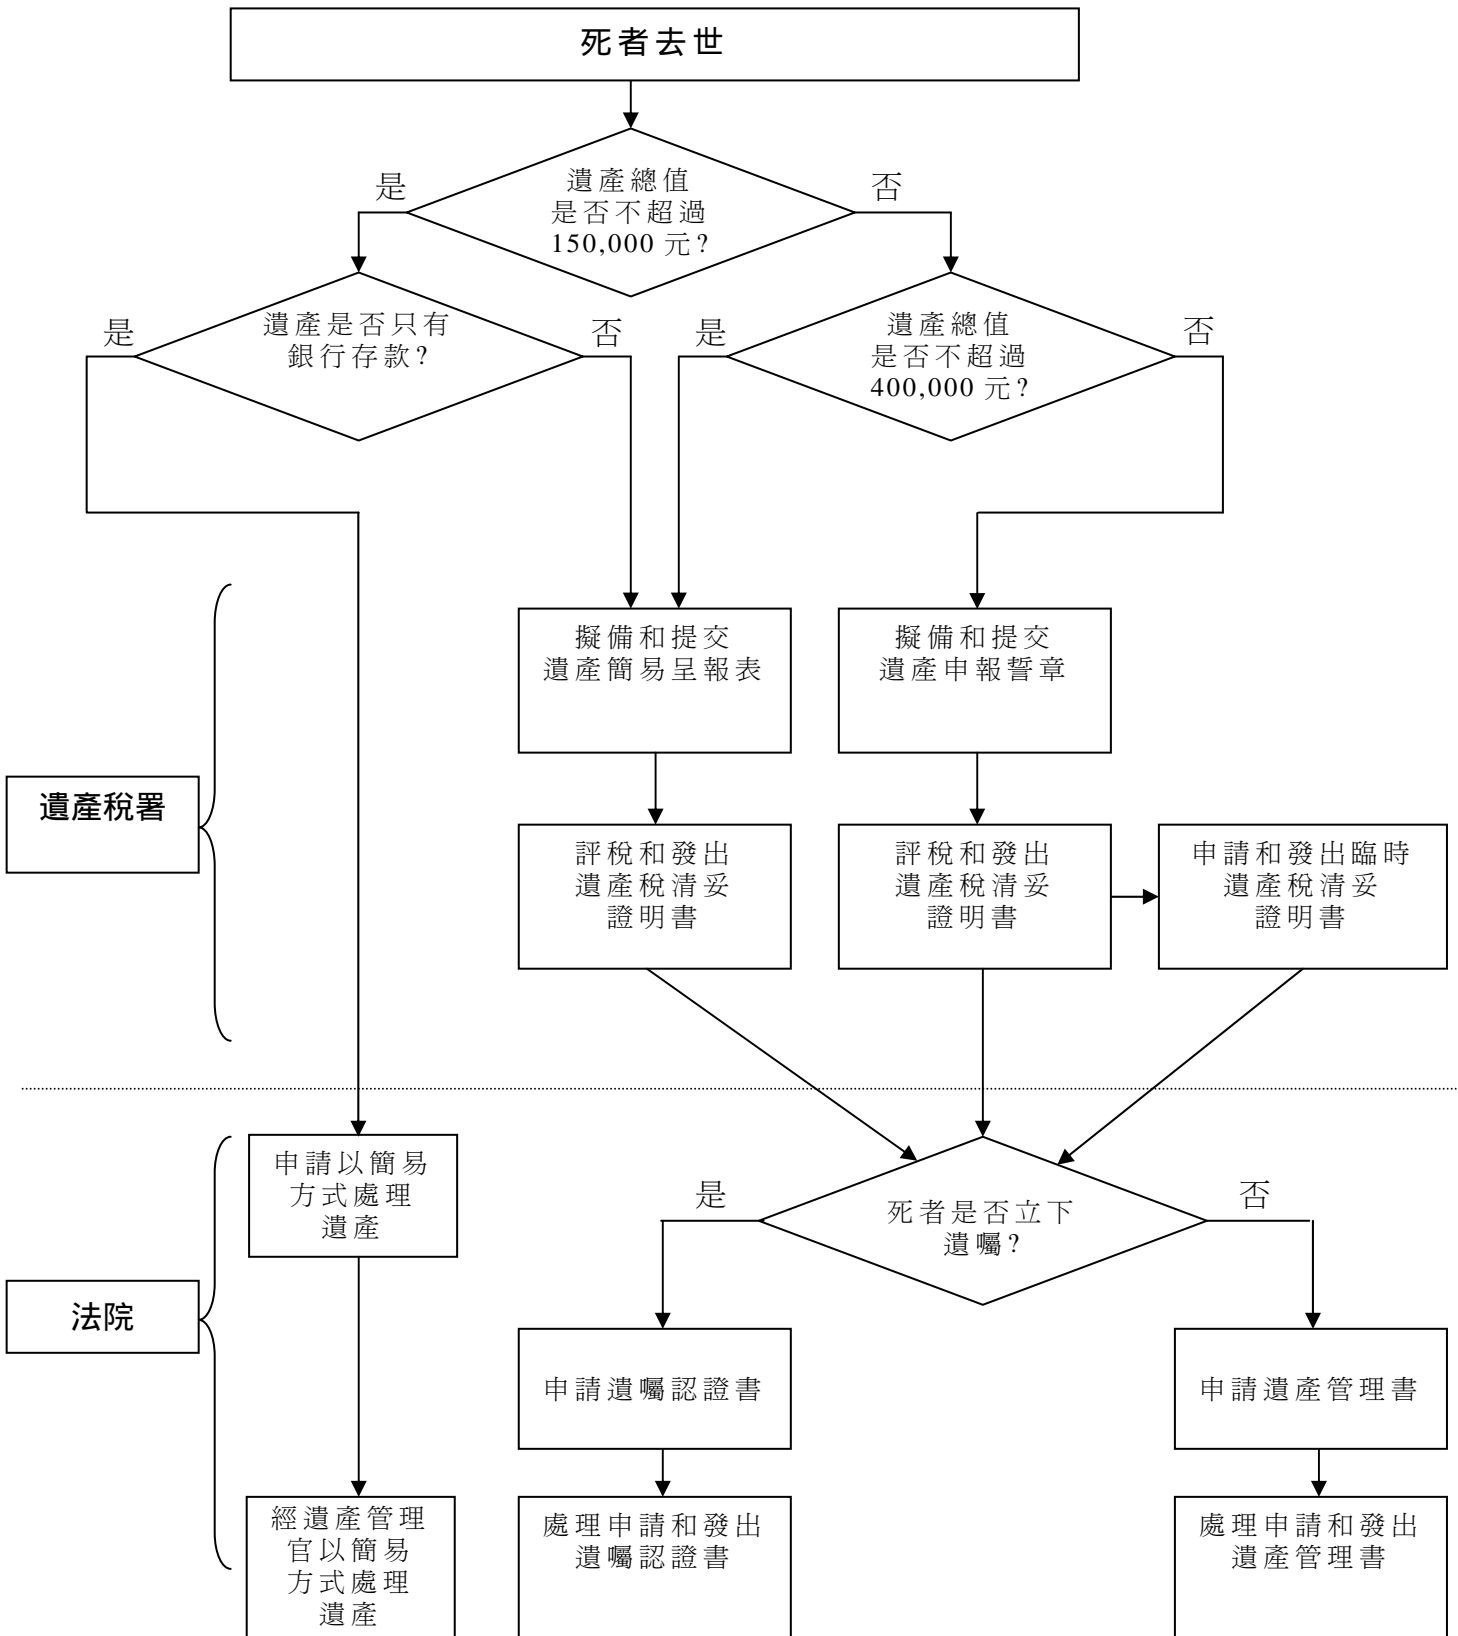 死者去世
是
遺產總值
是否不超過
150,000 元?
否
是
遺產是否只有
銀行存款?
否
是
遺產總值
是否不超過
400,000 元?
否
擬備和提交
遺產簡易呈報表
擬備和提交
遺產申報誓章
遺產稅署
評稅和發出
遺產稅清妥
證明書
評稅和發出
遺產稅清妥
證明書
申請和發出臨時
遺產稅清妥
證明書
申請以簡易
方式處理
遺產
是
死者是否立下
遺囑?
否
法院
申請遺囑認證書
申請遺產管理書
經遺產管理
官以簡易
方式處理
遺產
處理申請和發出
遺囑認證書
處理申請和發出
遺產管理書